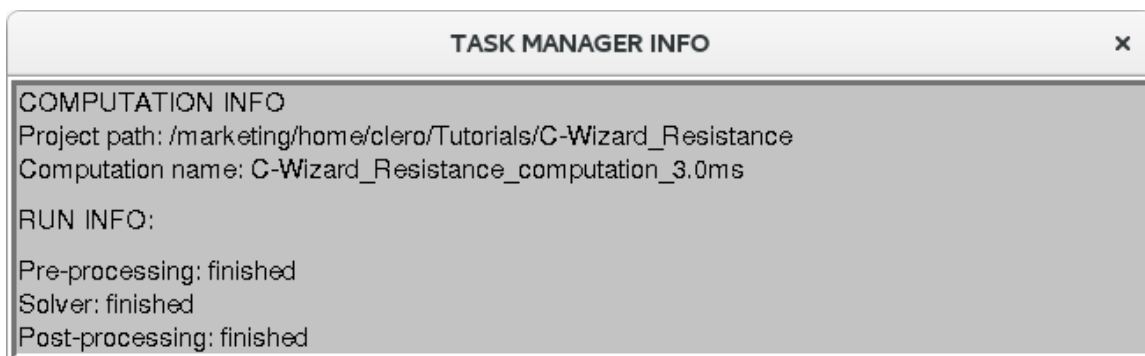 TASK MANAGER INFO
COMPUTATION INFO
Project path: /marketing/home/clero/Tutorials/C-Wizard_Resistance
Computation name: C-Wizard_Resistance_computation_3.0ms
RUN INFO:
Pre-processing: finished
Solver: finished
Post-processing: finished